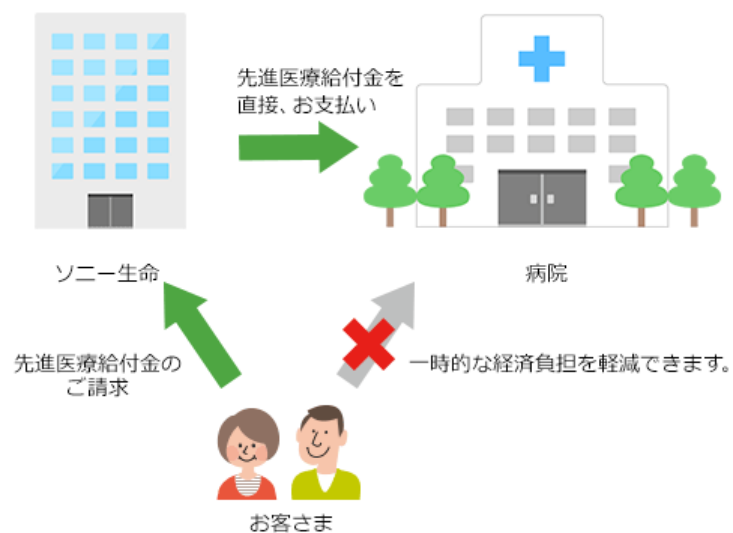 先進医療給付金を
直接、お支払い
ソニー生命
病院
先進医療給付金の
ご請求
一時的な経済負担を軽減できます。
お客さま